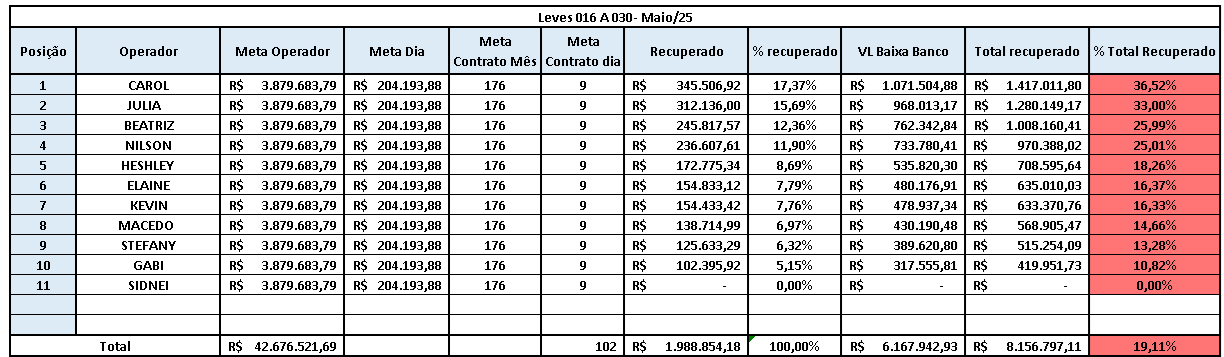 Leves 016 A 030- Maio/25
Posição Operador Meta Operador Meta Dia Meta Contrato Mês Meta Contrato dia Recuperado % recuperado VL Baixa Banco Total recuperado % Total Recuperado
1 CAROL R$ 3.879.683,79 R$ 204.193,88 176 9 R$ 345.506,92 17,37% R$ 1.071.504,88 R$ 1.417.011,80 36,52%
2 JULIA R$ 3.879.683,79 R$ 204.193,88 176 9 R$ 312.136,00 15,69% R$ 968.013,17 R$ 1.280.149,17 33,00%
3 BEATRIZ R$ 3.879.683,79 R$ 204.193,88 176 9 R$ 245.817,57 12,36% R$ 762.342,84 R$ 1.008.160,41 25,99%
4 NILSON R$ 3.879.683,79 R$ 204.193,88 176 9 R$ 236.607,61 11,90% R$ 733.780,41 R$ 970.388,02 25,01%
5 HESHLEY R$ 3.879.683,79 R$ 204.193,88 176 9 R$ 172.775,34 8,69% R$ 535.820,30 R$ 708.595,64 18,26%
6 ELAINE R$ 3.879.683,79 R$ 204.193,88 176 9 R$ 154.833,12 7,79% R$ 480.176,91 R$ 635.010,03 16,37%
7 KEVIN R$ 3.879.683,79 R$ 204.193,88 176 9 R$ 154.433,42 7,76% R$ 478.937,34 R$ 633.370,76 16,33%
8 MACEDO R$ 3.879.683,79 R$ 204.193,88 176 9 R$ 138.714,99 6,97% R$ 430.190,48 R$ 568.905,47 14,66%
9 STEFANY R$ 3.879.683,79 R$ 204.193,88 176 9 R$ 125.633,29 6,32% R$ 389.620,80 R$ 515.254,09 13,28%
10 GABI R$ 3.879.683,79 R$ 204.193,88 176 9 R$ 102.395,92 5,15% R$ 317.555,81 R$ 419.951,73 10,82%
11 SIDNEI R$ 3.879.683,79 R$ 204.193,88 176 9 R$ - 0,00% R$ - R$ - 0,00%
Total R$ 42.676.521,69 102 R$ 1.988.854,18 100,00% R$ 6.167.942,93 R$ 8.156.797,11 19,11%